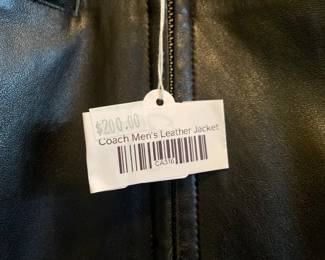 $200.00
Coach Men's Leather Jacket
CA316